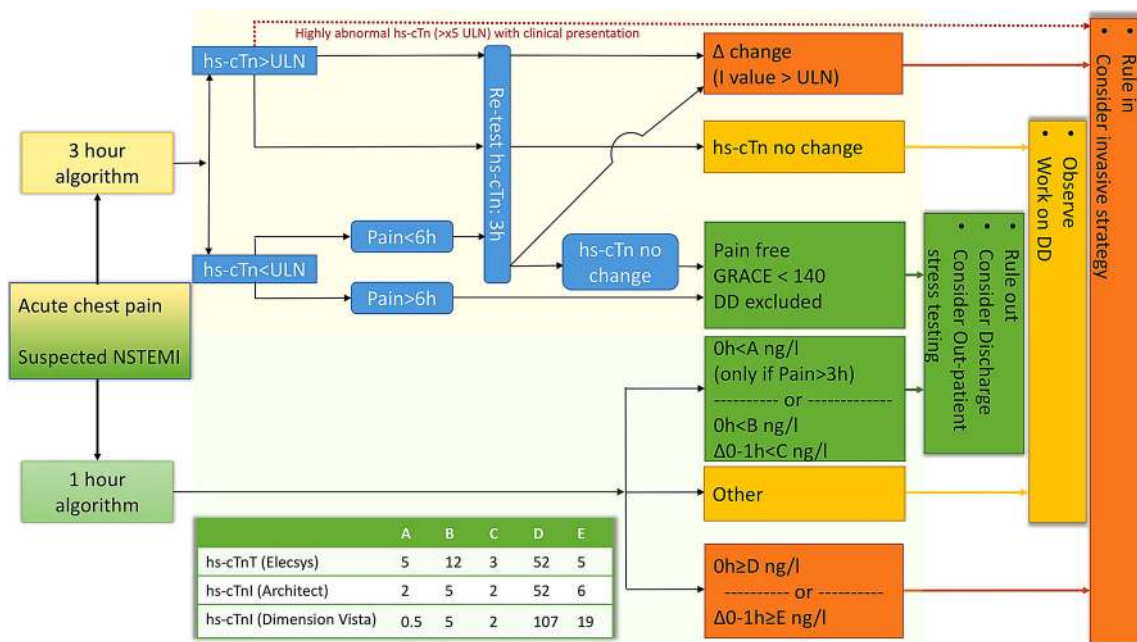 Highly abnormal hs-cTn (>x5 ULN) with clinical presentation
hs-cTn>ULN
Re-test hs-cTn: 3h
Δ change
(I value > ULN)
• Rule in
• Consider invasive strategy
3 hour
algorithm
hs-cTn no change
• Observe
• Work on DD
Pain<6h
hs-cTn<ULN
Pain>6h
hs-cTn no
change
Pain free
GRACE < 140
DD excluded
• Rule out
• Consider Discharge
• Consider Out-patient
stress testing
Acute chest pain
Suspected NSTEMI
0h<A ng/l
(only if Pain>3h)
---------- or -------------
0h<B ng/l
Δ0-1h<C ng/l
1 hour
algorithm
Other
A B C D E
hs-cTnT (Elecsys) 5 12 3 52 5
hs-cTnI (Architect) 2 5 2 52 6
hs-cTnI (Dimension Vista) 0.5 5 2 107 19
0h≥D ng/l
---------- or ----------
Δ0-1h≥E ng/l